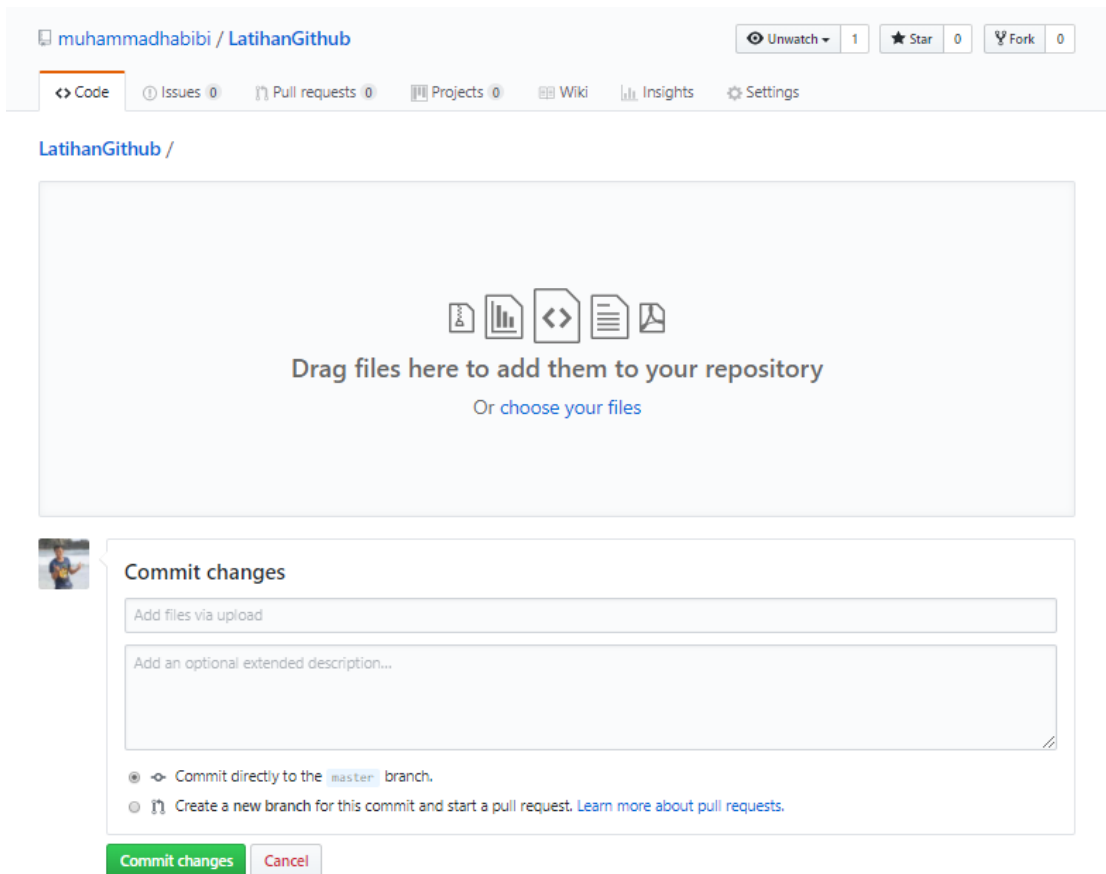 muhammadhabibi / LatihanGithub
Unwatch 1 Star 0 Fork 0
Code Issues 0 Pull requests 0 Projects 0 Wiki Insights Settings
LatihanGithub /
Drag files here to add them to your repository
Or choose your files
Commit changes
Add files via upload
Add an optional extended description...
Commit directly to the master branch.
Create a new branch for this commit and start a pull request. Learn more about pull requests.
Commit changes Cancel